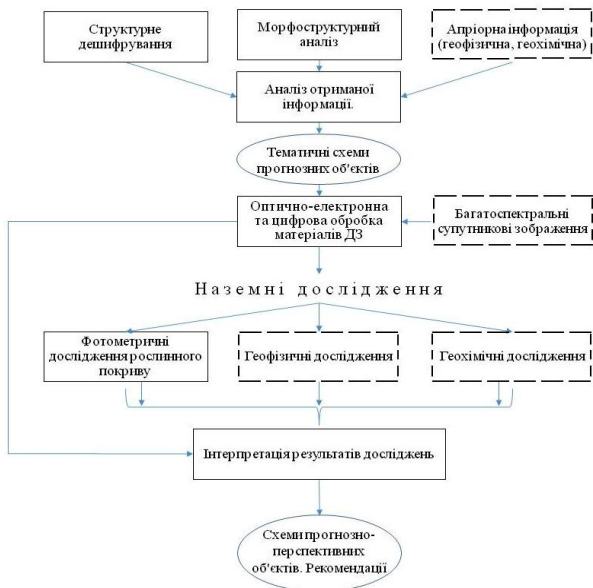 Структурне
дешифрування
Морфоструктурний
аналіз
Апріорна інформація
(геофізична, геохімічна)
Аналіз отриманої
інформації.
Тематичні схеми
прогнозних об'єктів
Оптично-електронна
та цифрова обробка
матеріалів ДЗ
Багатоспектральні
супутникові зображення
Наземні дослідження
Фотометричні
дослідження рослинного
покриву
Геофізичні дослідження
Геохімічні дослідження
Інтерпретація результатів досліджень
Схеми прогнозно-
перспективних
об'єктів. Рекомендації